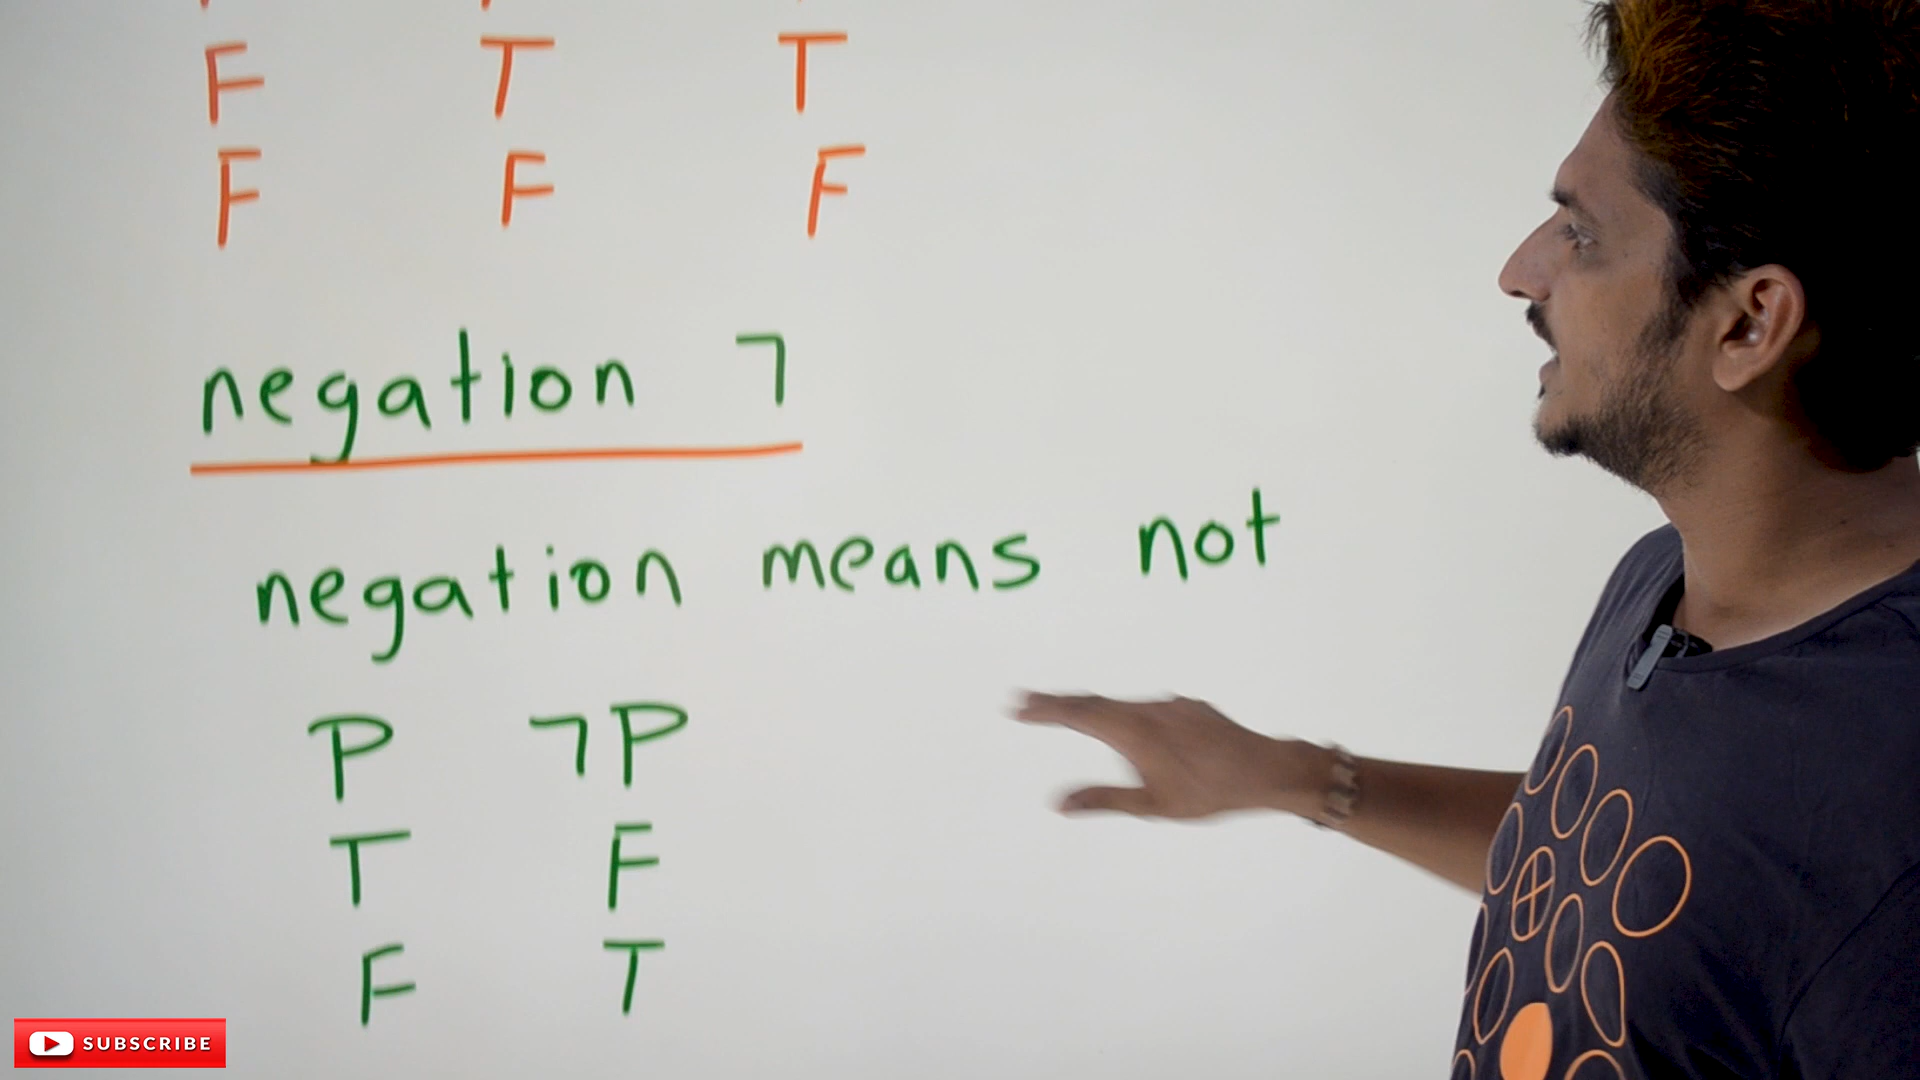 F T T
F F F
negation ¬
negation means not
P ¬P
T F
F T
SUBSCRIBE